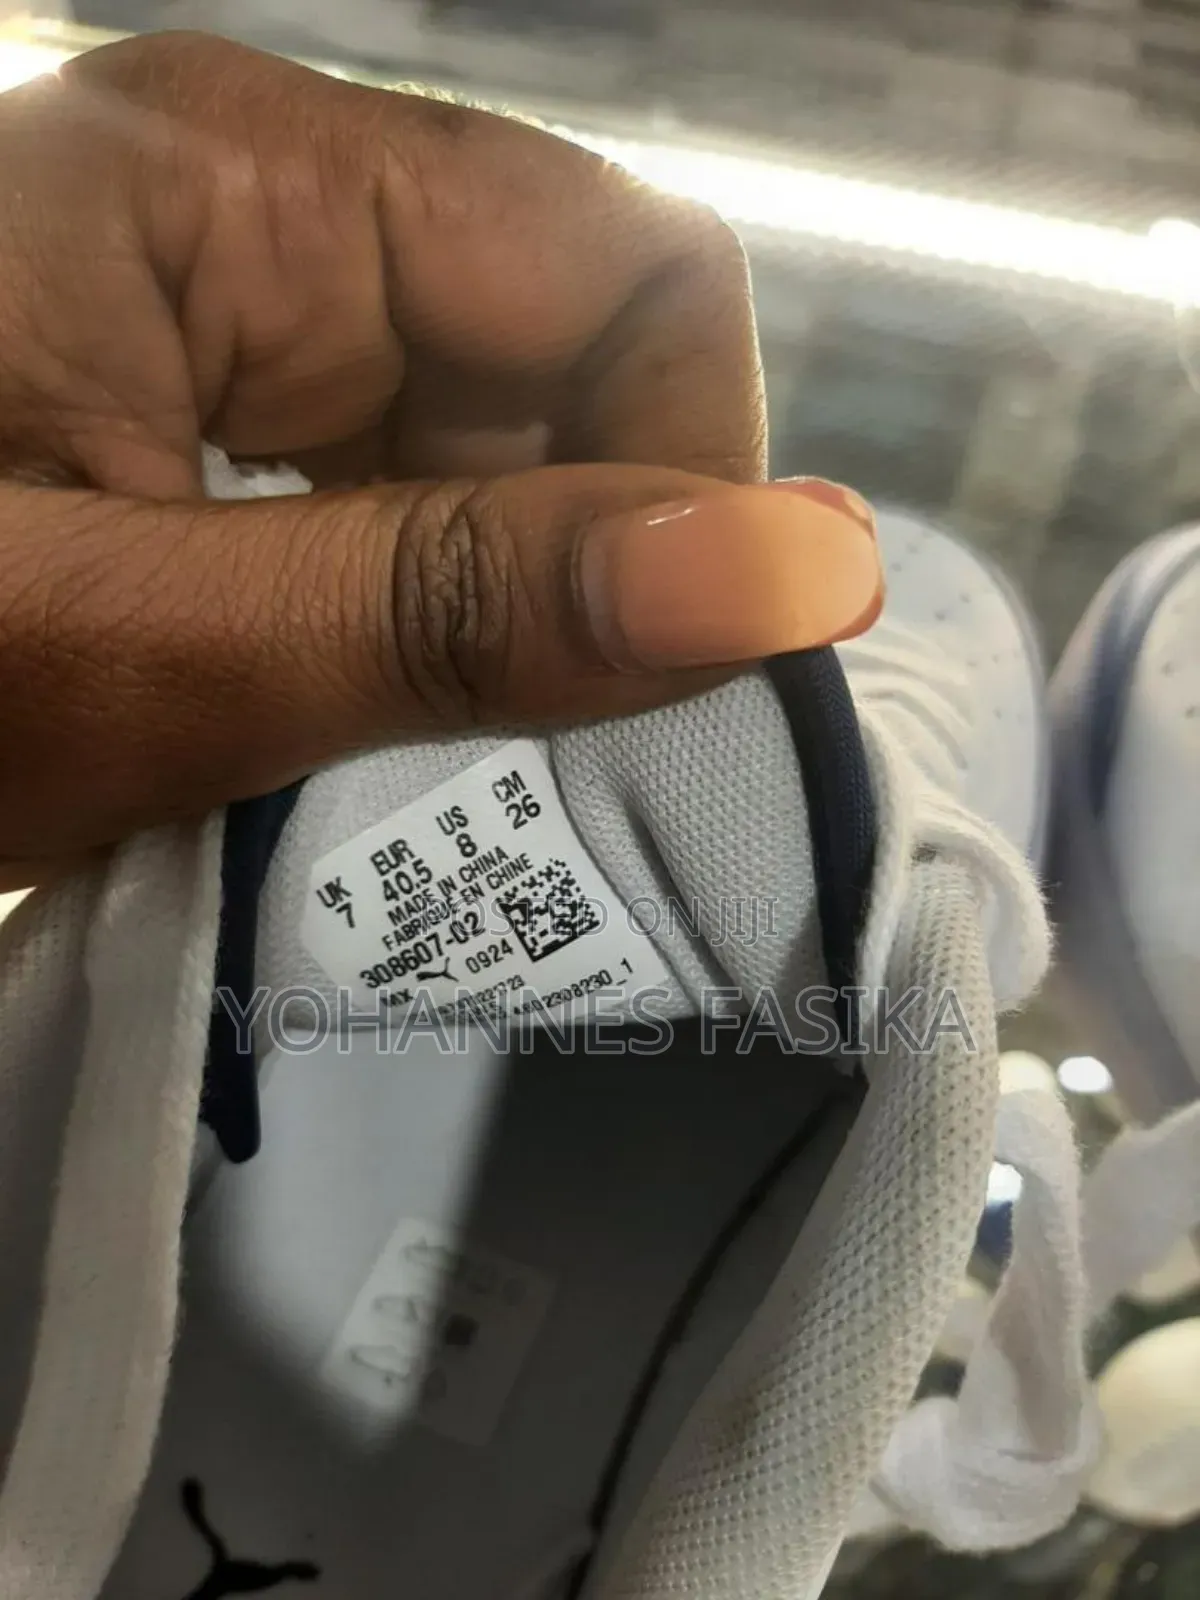 UK EUR US CM
7 40.5 8 26
MADE IN CHINA
FABRIQUE EN CHINE
308607-02
0924
POSTED ON JIJI
YOHANNES FASIKA